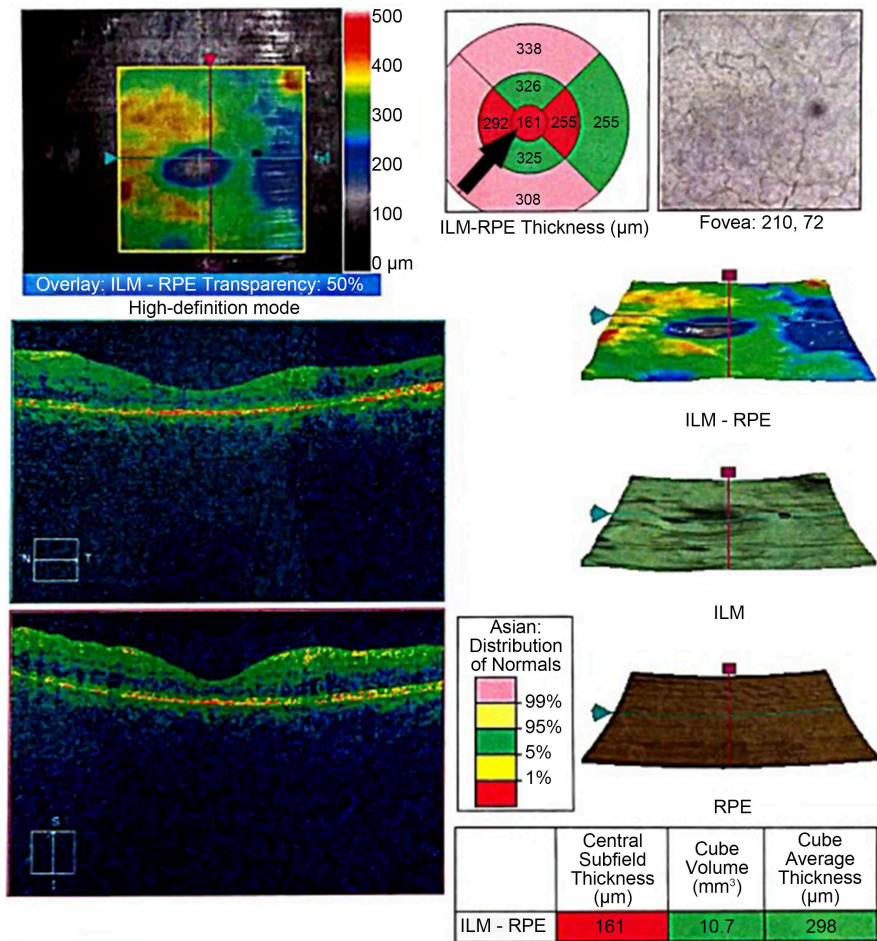 500
400
300
200
100
0 µm
Overlay: ILM - RPE Transparency: 50%
High-definition mode
338
326
292 161 255 255
325
308
ILM-RPE Thickness (µm)
Fovea: 210, 72
ILM - RPE
ILM
RPE
N T
S
I
Asian:
Distribution
of Normals
99%
95%
5%
1%
Central
Subfield
Thickness
(µm)
Cube
Volume
(mm³)
Cube
Average
Thickness
(µm)
ILM - RPE 161 10.7 298